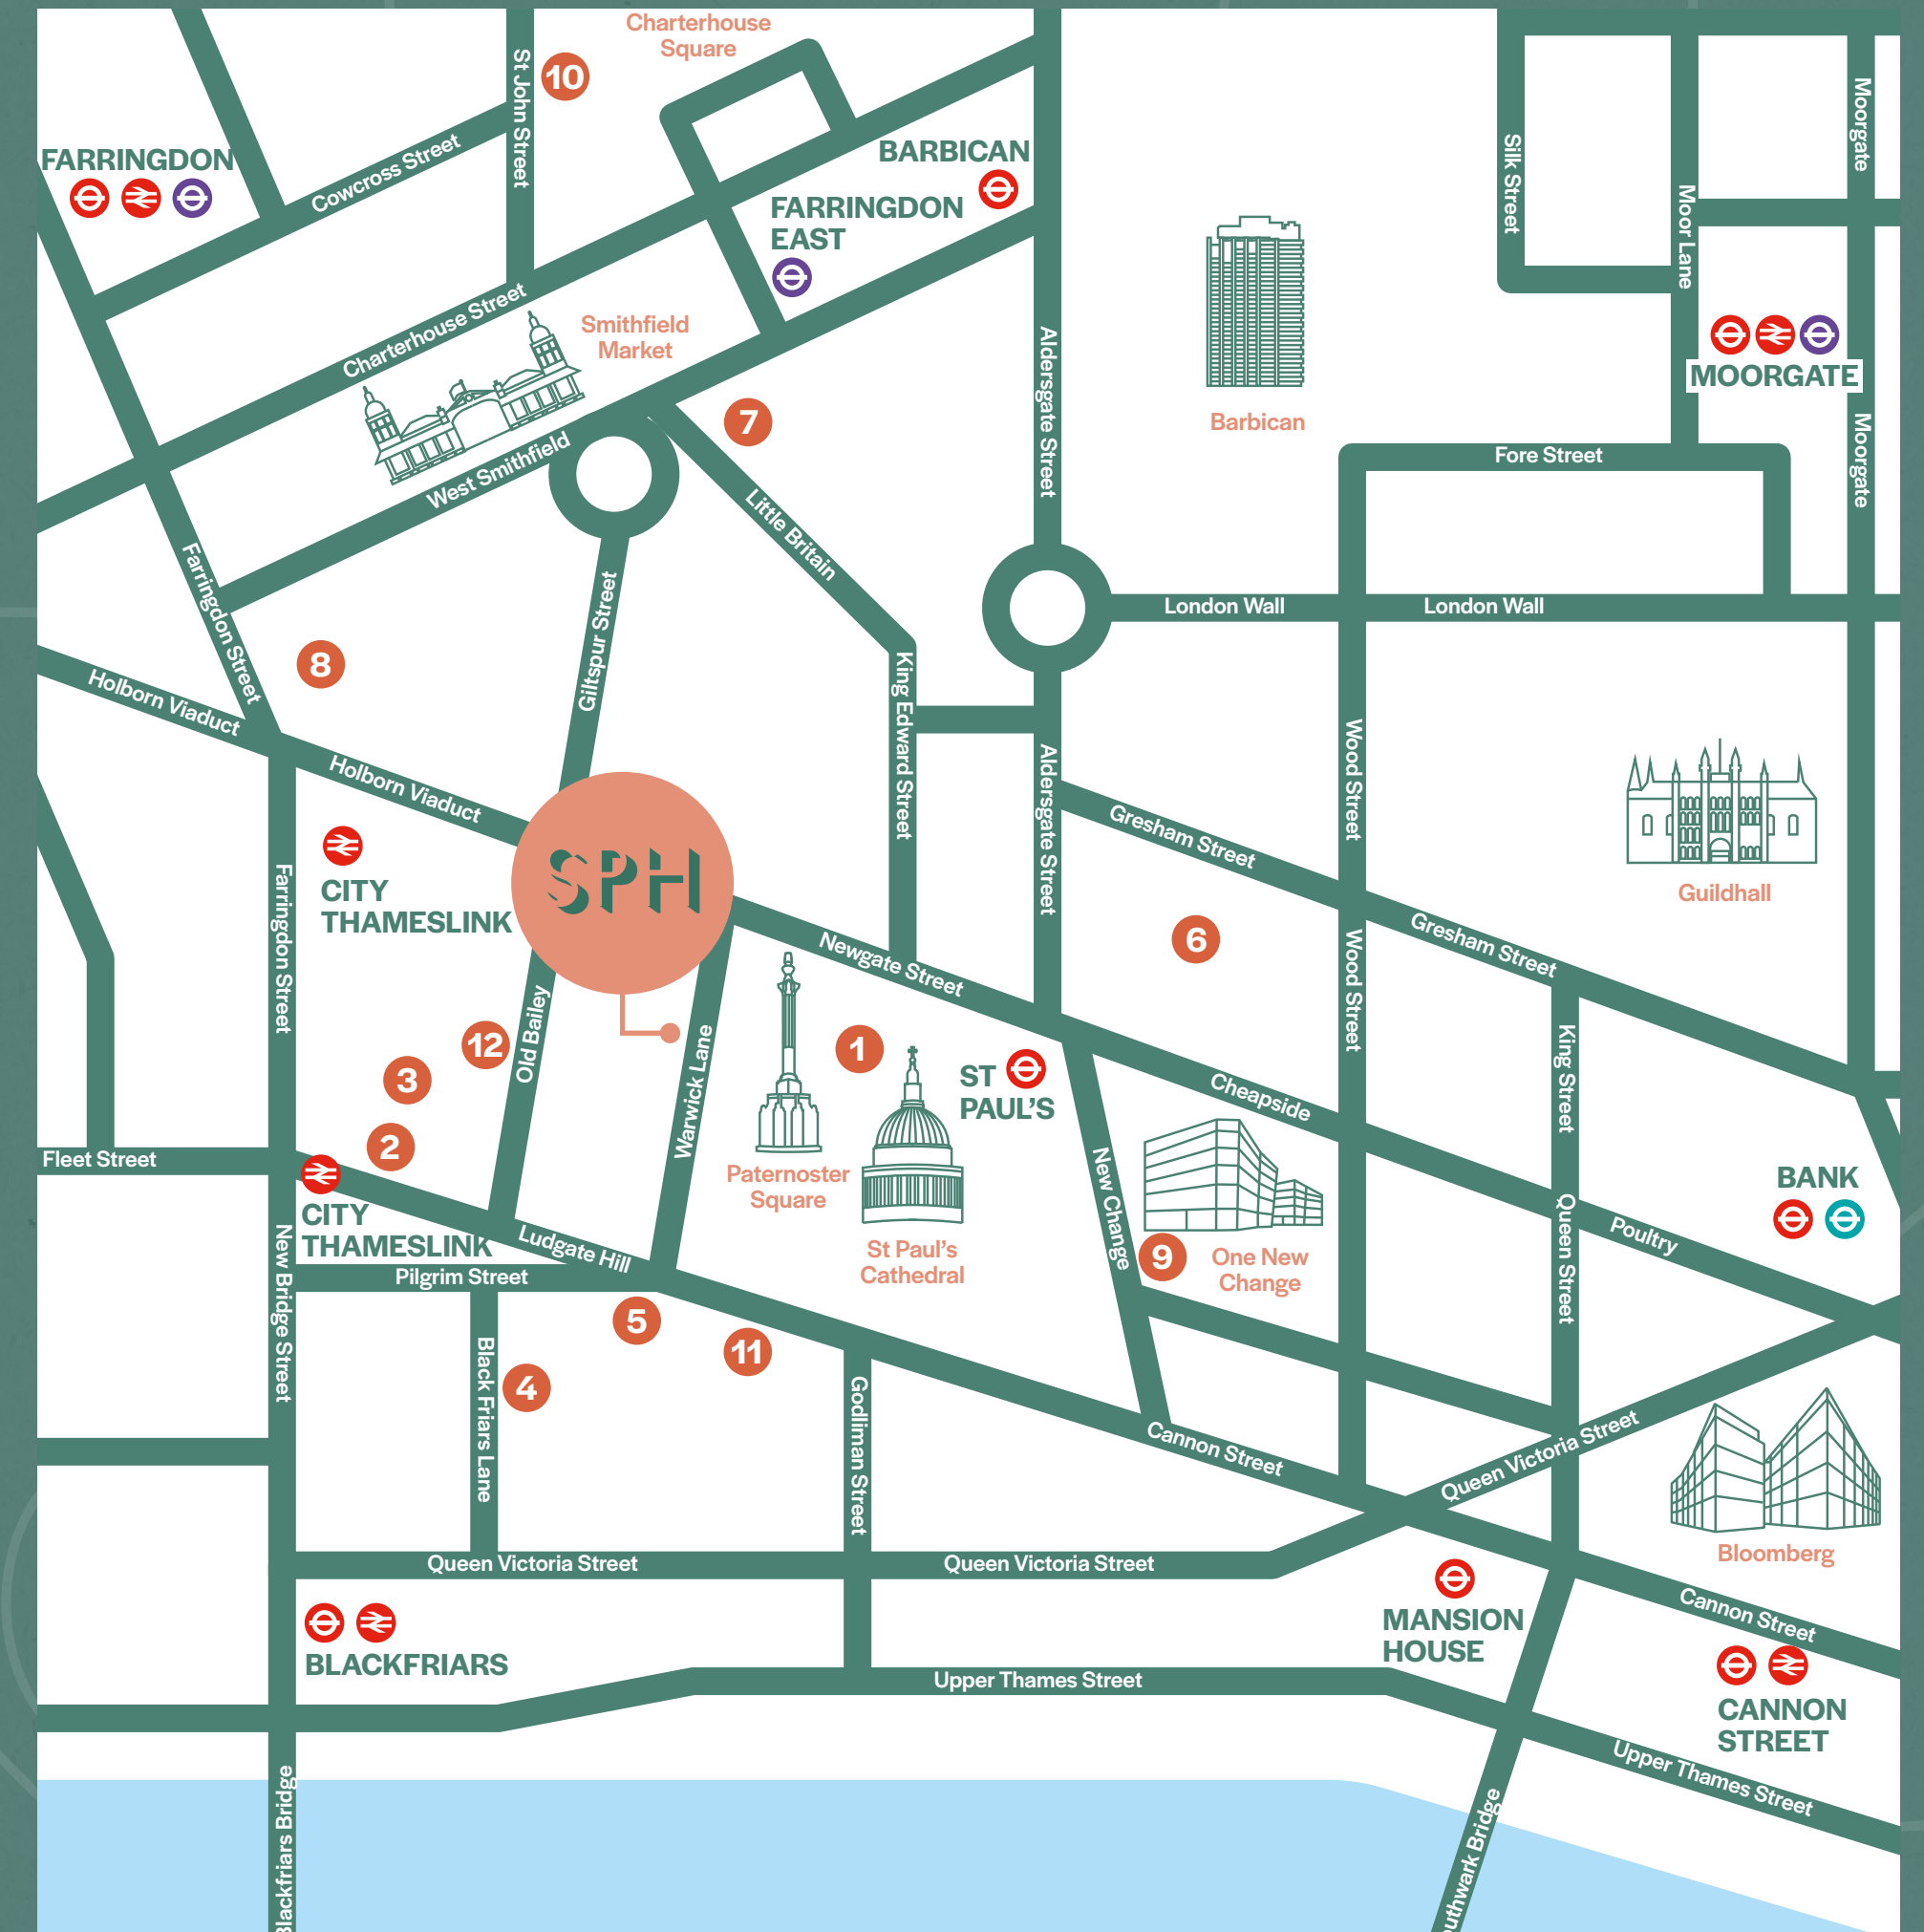 Charterhouse
Square
St John Street
10
Moorgate
FARRINGDON
Cowcross Street
BARBICAN
Silk Street
Moor Lane
FARRINGDON
EAST
Charterhouse Street
Smithfield
Market
Aldersgate Street
MOORGATE
Barbican
7
Moorgate
Fore Street
West Smithfield
Little Britain
Farringdon Street
Giltspur Street
London Wall
London Wall
8
Holborn Viaduct
King Edward Street
Holborn Viaduct
Aldersgate Street
Wood Street
Gresham Street
Guildhall
SPH
CITY
THAMESLINK
Farringdon Street
6
Newgate Street
Gresham Street
Wood Street
Old Bailey
12
3
1
Warwick Lane
ST
PAUL'S
King Street
Cheapside
2
Fleet Street
Paternoster
Square
New Change
BANK
CITY
THAMESLINK
Ludgate Hill
St Paul's
Cathedral
9
One New
Change
Queen Street
Poultry
New Bridge Street
Pilgrim Street
5
11
Black Friars Lane
4
Godliman Street
Cannon Street
Queen Victoria Street
Bloomberg
Queen Victoria Street
Queen Victoria Street
MANSION
HOUSE
Cannon Street
BLACKFRIARS
Upper Thames Street
CANNON
STREET
Upper Thames Street
Blackfriars Bridge
uthwark Bridge